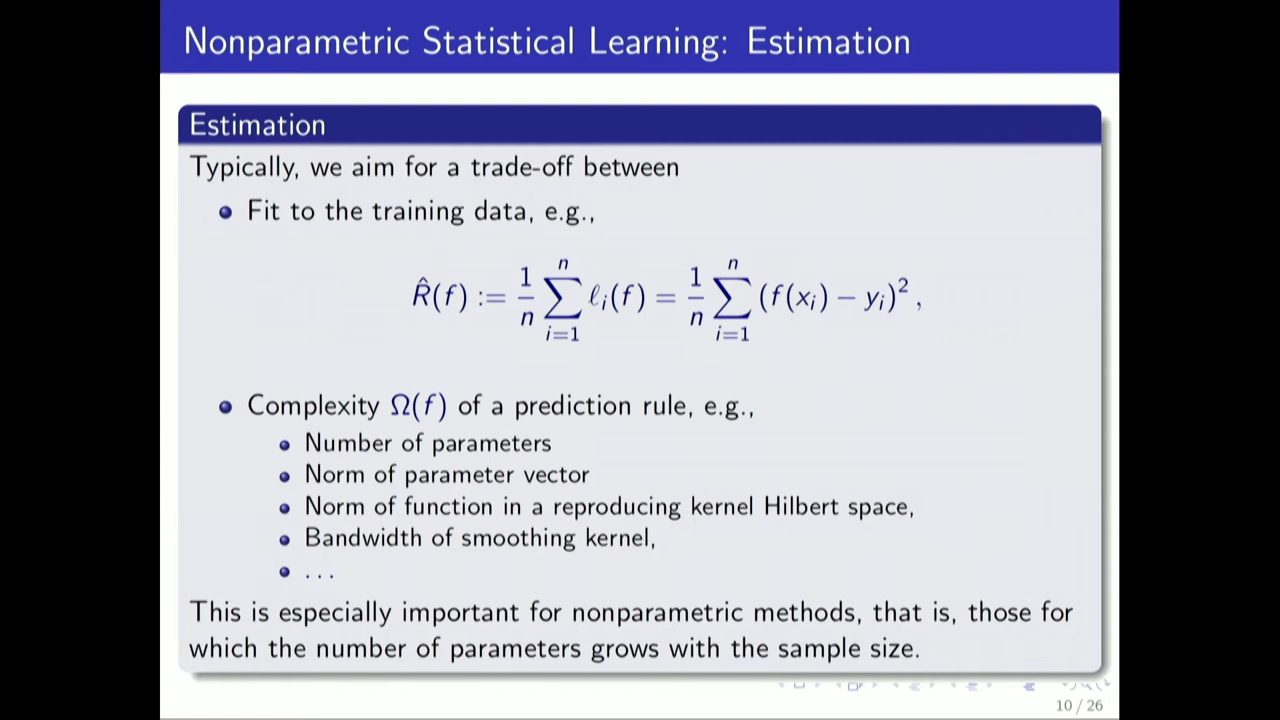 Nonparametric Statistical Learning: Estimation
Estimation
Typically, we aim for a trade-off between
Fit to the training data, e.g.,
R̂(f) := 1/n ∑_{i=1}^{n} ℓ_i(f) = 1/n ∑_{i=1}^{n} (f(x_i) − y_i)²,
Complexity Ω(f) of a prediction rule, e.g.,
Number of parameters
Norm of parameter vector
Norm of function in a reproducing kernel Hilbert space,
Bandwidth of smoothing kernel,
...
This is especially important for nonparametric methods, that is, those for
which the number of parameters grows with the sample size.
10 / 26